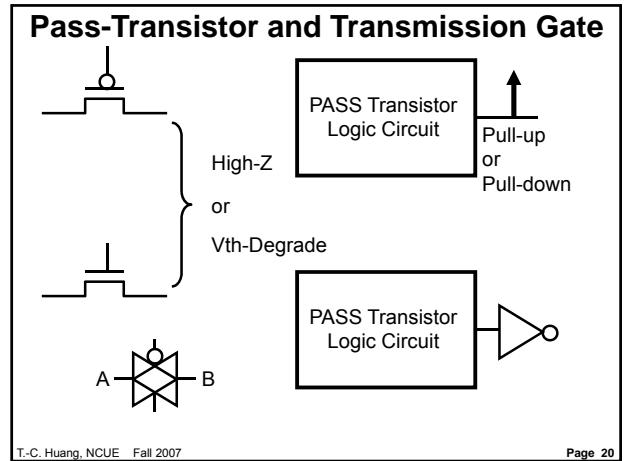 Pass-Transistor and Transmission Gate
PASS Transistor
Logic Circuit
Pull-up
or
Pull-down
High-Z
or
Vth-Degrade
PASS Transistor
Logic Circuit
A
B
T.-C. Huang, NCUE Fall 2007
Page 20